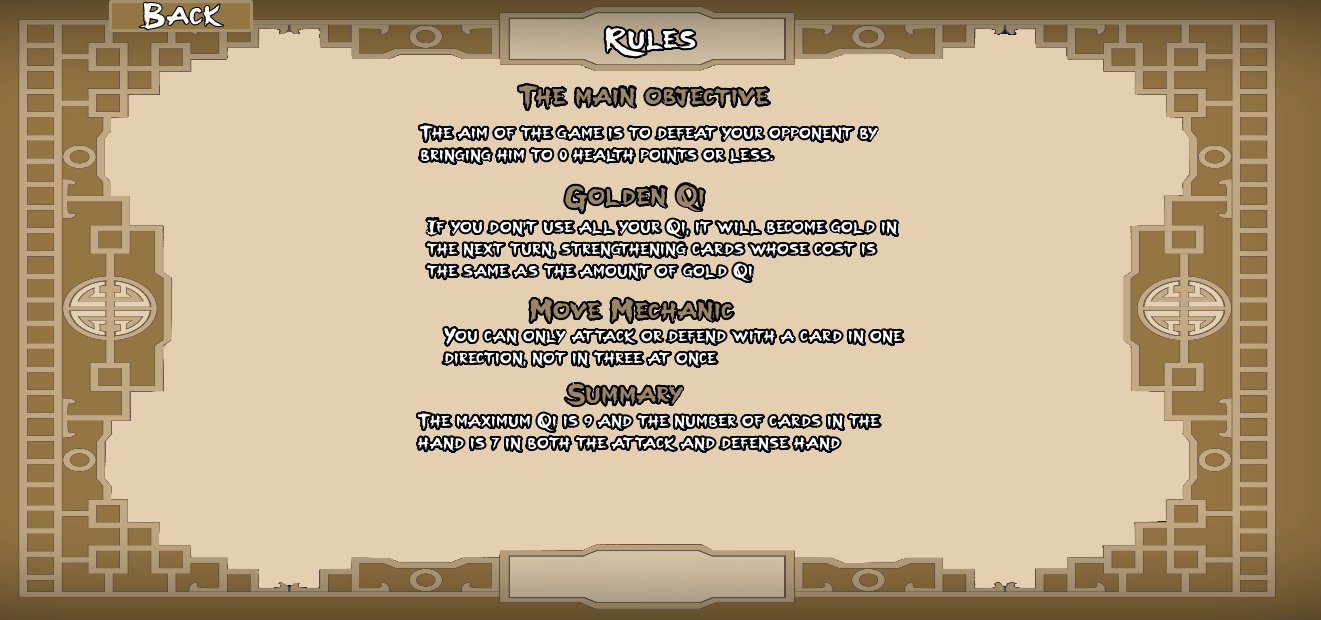 Back
Rules
The main objective
The aim of the game is to defeat your opponent by
bringing him to 0 health points or less.
Golden Qi
If you don't use all your Qi, it will become gold in
the next turn, strengthening cards whose cost is
the same as the amount of gold Qi
Move Mechanic
You can only attack or defend with a card in one
direction, not in three at once
Summary
The maximum Qi is 9 and the number of cards in the
hand is 7 in both the attack and defense hand